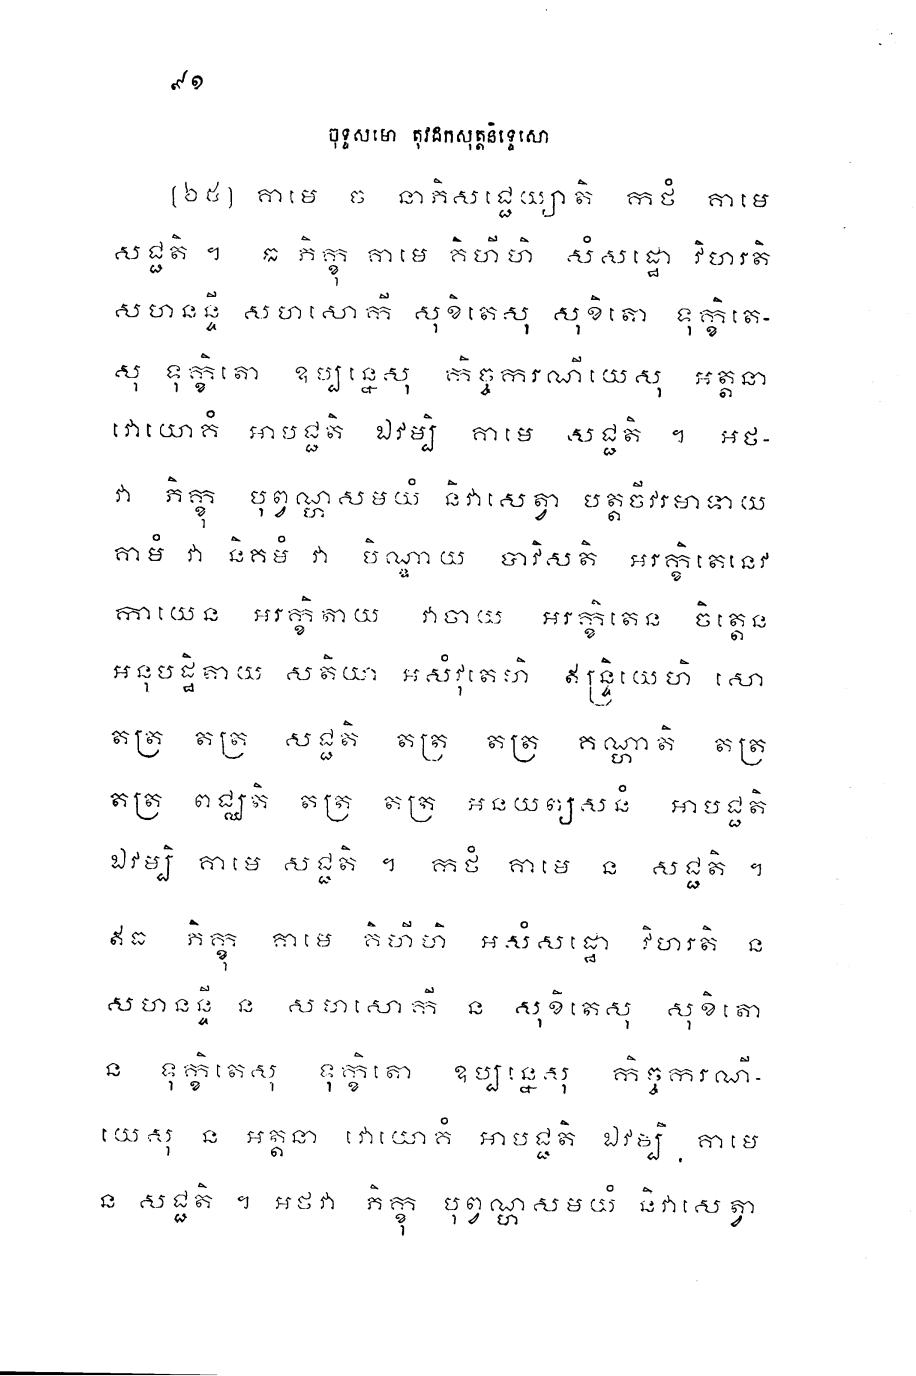 ៩១
ចុទ្ទសមោ តុវដកសុត្តនិទ្ទេសោ
[៦៥] គាមេ ច នាភិសជ្ជេយ្យាតិ កថំ គាមេ
សជ្ជតិ ។ ឥធ ភិក្ខុ គាមេ គិហីហិ សំសដ្ឋោ វិហរតិ
សហនន្ទី សហសោកី សុខិតេសុ សុខិតោ ទុក្ខិតេ-
សុ ទុក្ខិតោ ឧប្បន្នេសុ កិច្ចករណីយេសុ អត្តនា
វោយោគំ អាបជ្ជតិ ឯវម្បិ គាមេ សជ្ជតិ ។ អថ-
វា ភិក្ខុ បុព្វណ្ហសមយំ និវាសេត្វា បត្តចីវរមាទាយ
គាមំ វា និគមំ វា បិណ្ឌាយ បាវិសតិ អរក្ខិតេនេវ
កាយេន អរក្ខិតាយ វាចាយ អរក្ខិតេន ចិត្តេន
អនុបដ្ឋិតាយ សតិយា អសំវុតេហិ ឥន្ទ្រិយេហិ សោ
តត្រ តត្រ សជ្ជតិ តត្រ តត្រ គណ្ហាតិ តត្រ
តត្រ ពជ្ឈតិ តត្រ តត្រ អនយព្យសនំ អាបជ្ជតិ
ឯវម្បិ គាមេ សជ្ជតិ ។ កថំ គាមេ ន សជ្ជតិ ។
ឥធ ភិក្ខុ គាមេ គិហីហិ អសំសដ្ឋោ វិហរតិ ន
សហនន្ទី ន សហសោកី ន សុខិតេសុ សុខិតោ
ន ទុក្ខិតេសុ ទុក្ខិតោ ឧប្បន្នេសុ កិច្ចករណី-
យេសុ ន អត្តនា វោយោគំ អាបជ្ជតិ ឯវម្បិ គាមេ
ន សជ្ជតិ ។ អថវា ភិក្ខុ បុព្វណ្ហសមយំ និវាសេត្វា